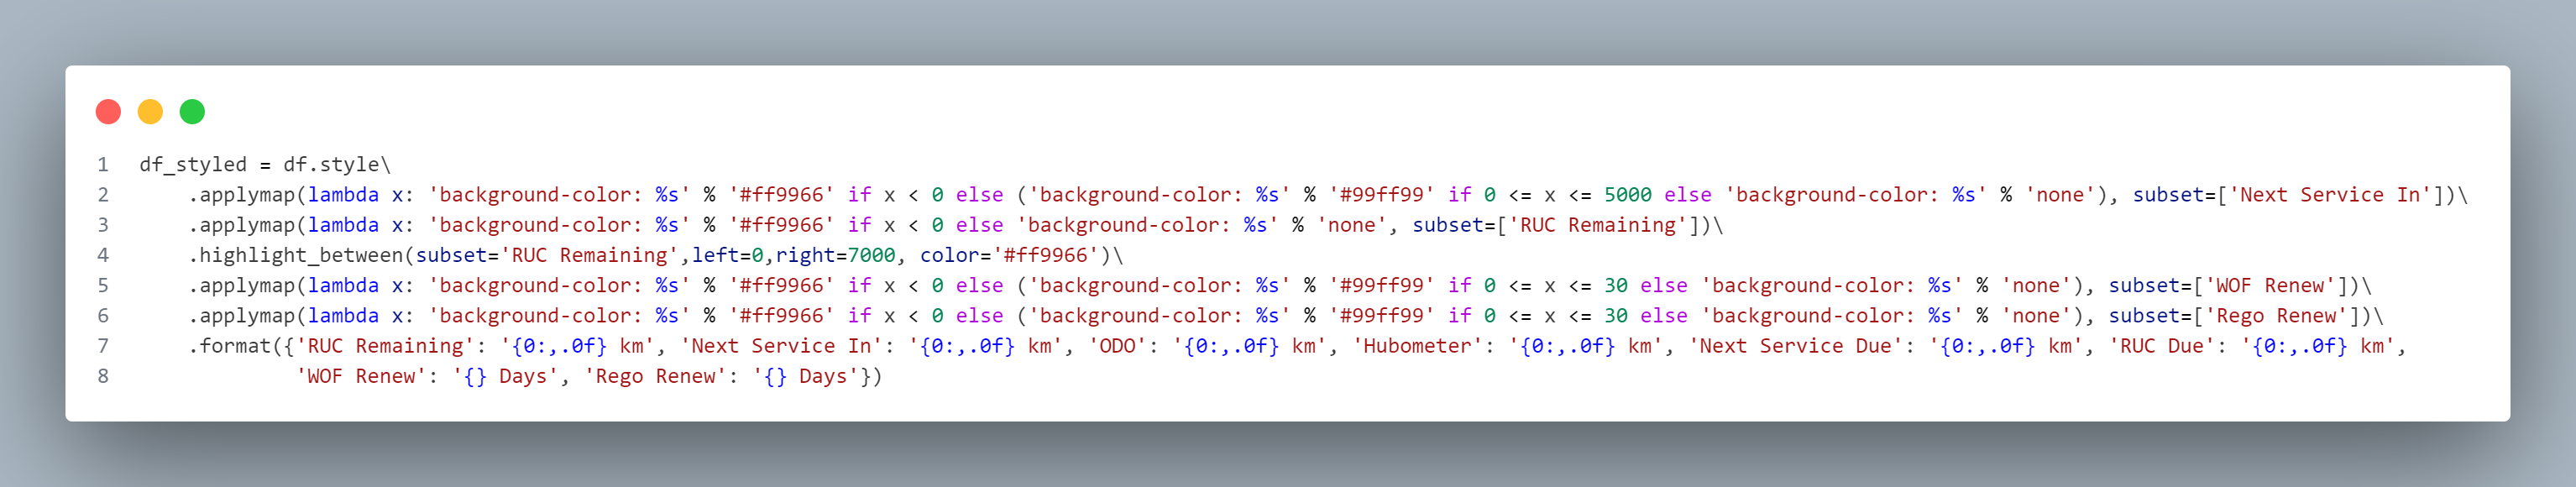 1 df_styled = df.style\
2     .applymap(lambda x: 'background-color: %s' % '#ff9966' if x < 0 else ('background-color: %s' % '#99ff99' if 0 <= x <= 5000 else 'background-color: %s' % 'none'), subset=['Next Service In'])\
3     .applymap(lambda x: 'background-color: %s' % '#ff9966' if x < 0 else 'background-color: %s' % 'none', subset=['RUC Remaining'])\
4     .highlight_between(subset='RUC Remaining',left=0,right=7000, color='#ff9966')\
5     .applymap(lambda x: 'background-color: %s' % '#ff9966' if x < 0 else ('background-color: %s' % '#99ff99' if 0 <= x <= 30 else 'background-color: %s' % 'none'), subset=['WOF Renew'])\
6     .applymap(lambda x: 'background-color: %s' % '#ff9966' if x < 0 else ('background-color: %s' % '#99ff99' if 0 <= x <= 30 else 'background-color: %s' % 'none'), subset=['Rego Renew'])\
7     .format({'RUC Remaining': '{0:,.0f} km', 'Next Service In': '{0:,.0f} km', 'ODO': '{0:,.0f} km', 'Hubometer': '{0:,.0f} km', 'Next Service Due': '{0:,.0f} km', 'RUC Due': '{0:,.0f} km',
8              'WOF Renew': '{} Days', 'Rego Renew': '{} Days'})